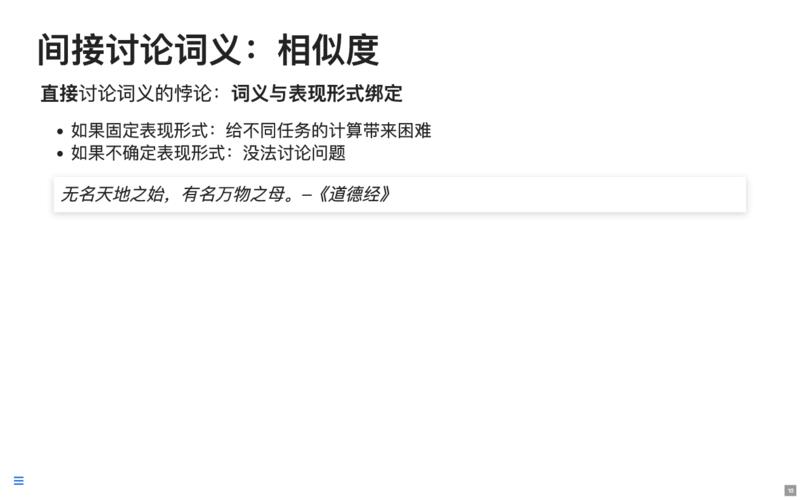 间接讨论词义：相似度
直接讨论词义的悖论：词义与表现形式绑定
• 如果固定表现形式：给不同任务的计算带来困难
• 如果不确定表现形式：没法讨论问题
无名天地之始，有名万物之母。–《道德经》